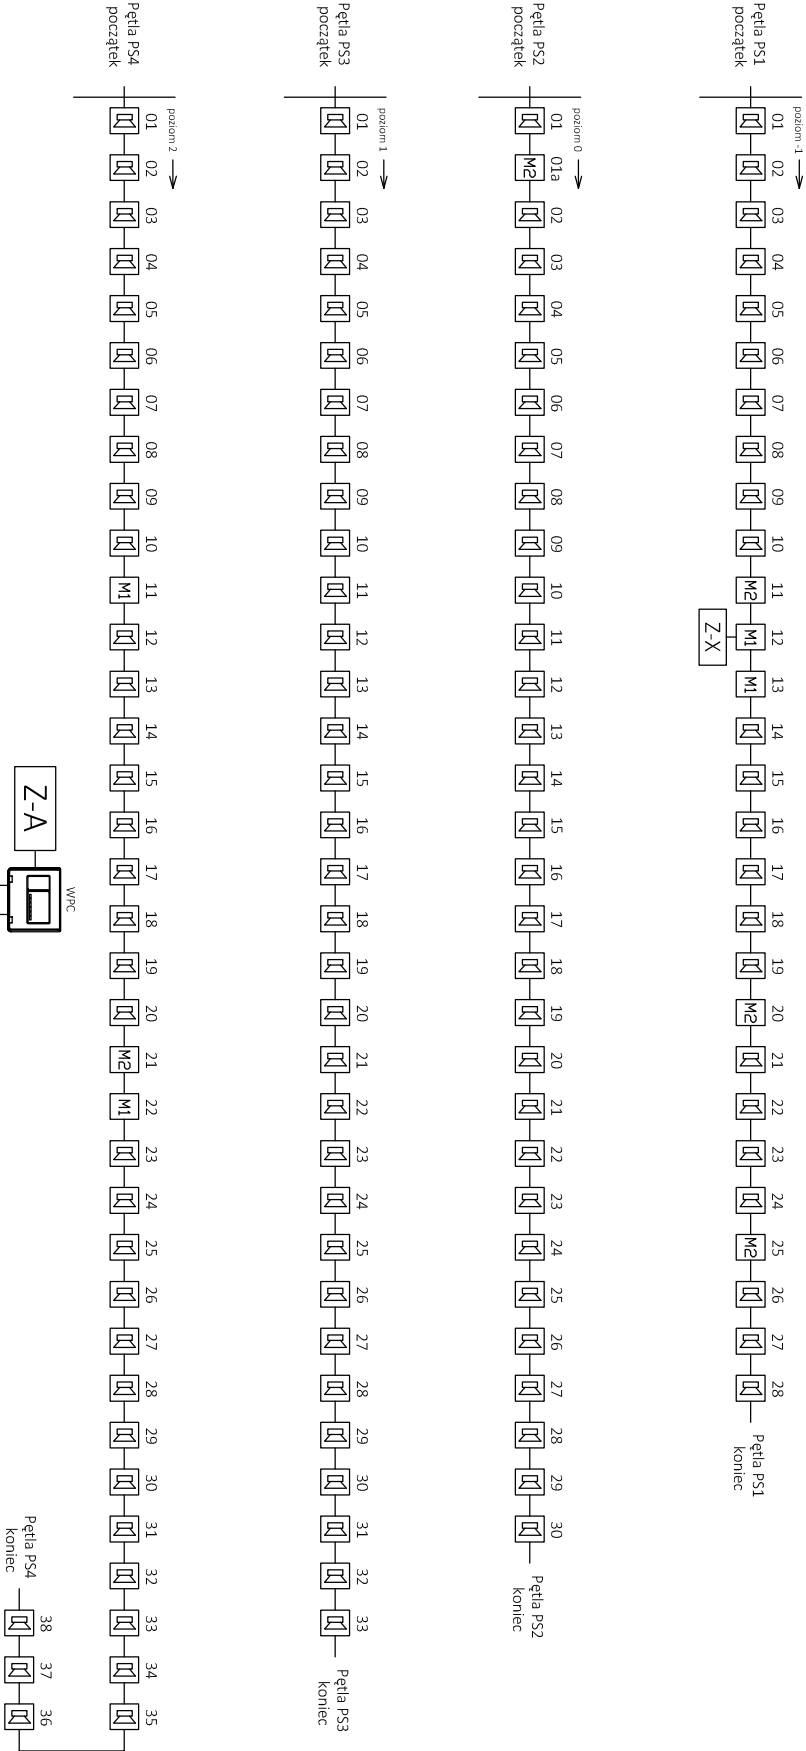 Pętla PS1
początek
poziom -1
01 02 03 04 05 06 07 08 09 10 11 12 13 14 15 16 17 18 19 20 21 22 23 24 25 26 27 28
M2 M1 M1 M2 M2
Z-X
Pętla PS1
koniec
Pętla PS2
początek
poziom 0
01 01a 02 03 04 05 06 07 08 09 10 11 12 13 14 15 16 17 18 19 20 21 22 23 24 25 26 27 28 29 30
M2
Pętla PS2
koniec
Pętla PS3
początek
poziom 1
01 02 03 04 05 06 07 08 09 10 11 12 13 14 15 16 17 18 19 20 21 22 23 24 25 26 27 28 29 30 31 32 33
Pętla PS3
koniec
Pętla PS4
początek
poziom 2
01 02 03 04 05 06 07 08 09 10 11 12 13 14 15 16 17 18 19 20 21 22 23 24 25 26 27 28 29 30 31 32 33 34 35
M1 M2 M1
WPC
Z-A
Pętla PS4
koniec
38 37 36